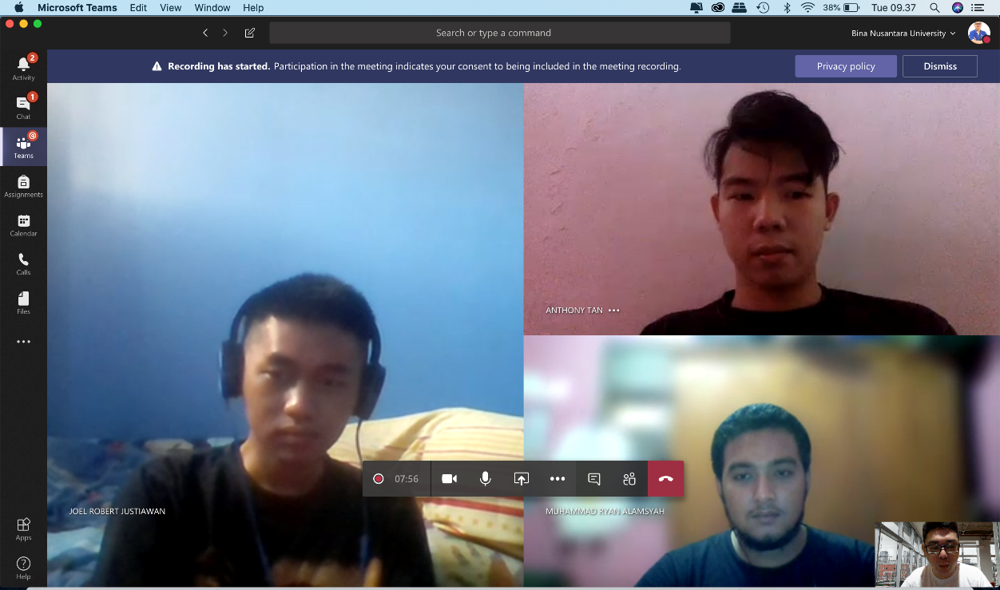 Microsoft Teams Edit View Window Help 38% Tue 09.37
Search or type a command
Bina Nusantara University
Recording has started. Participation in the meeting indicates your consent to being included in the meeting recording. Privacy policy Dismiss
2
Activity
1
Chat
@
Teams
Assignments
Calendar
Calls
Files
ANTHONY TAN •••
07:56
JOEL ROBERT JUSTIAWAN
MUHAMMAD RYAN ALAMSYAH
Apps
?
Help